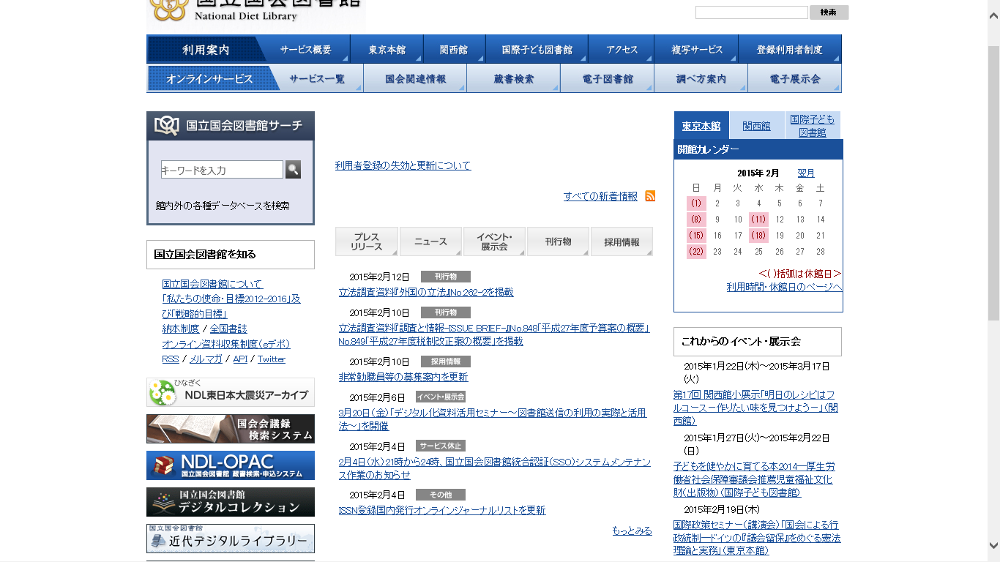 国立国会図書館
National Diet Library
検索
利用案内
サービス概要
東京本館
関西館
国際子ども図書館
アクセス
複写サービス
登録利用者制度
オンラインサービス
サービス一覧
国会関連情報
蔵書検索
電子図書館
調べ方案内
電子展示会
国立国会図書館サーチ
キーワードを入力
館内外の各種データベースを検索
国立国会図書館を知る
国立国会図書館について
「私たちの使命・目標2012-2016」及
び「戦略的目標」
納本制度 / 全国書誌
オンライン資料収集制度（eデポ）
RSS / メルマガ / API / Twitter
ひなぎく
NDL東日本大震災アーカイブ
国会会議録
検索システム
NDL-OPAC
国立国会図書館 蔵書検索・申込システム
国立国会図書館
デジタルコレクション
国立国会図書館
近代デジタルライブラリー
利用者登録の失効と更新について
すべての新着情報
プレス
リリース
ニュース
イベント・
展示会
刊行物
採用情報
2015年2月12日 刊行物
立法調査資料『外国の立法』No.262-2を掲載
2015年2月10日 刊行物
立法調査資料『調査と情報-ISSUE BRIEF-』No.848「平成27年度予算案の概要」
No.849「平成27年度税制改正案の概要」を掲載
2015年2月10日 採用情報
非常勤職員等の募集案内を更新
2015年2月6日 イベント・展示会
3月20日（金）「デジタル化資料活用セミナー～図書館送信の利用の実際と活用
法～」を開催
2015年2月4日 サービス休止
2月4日（水）21時から24時、国立国会図書館統合認証（SSO）システムメンテナン
ス作業のお知らせ
2015年2月4日 その他
ISSN登録国内発行オンラインジャーナルリストを更新
もっとみる
東京本館
関西館
国際子ども
図書館
開館カレンダー
2015年 2月 翌月
日 月 火 水 木 金 土
(1) 2 3 4 5 6 7
(8) 9 10 (11) 12 13 14
(15) 16 17 (18) 19 20 21
(22) 23 24 25 26 27 28
<( )括弧は休館日>
利用時間・休館日のページへ
これからのイベント・展示会
2015年1月22日(木)～2015年3月17日
(火)
第17回 関西館小展示「明日のレシピはフ
ルコース－作りたい味を見つけよう－」（関
西館）
2015年1月27日(火)～2015年2月22日
(日)
子どもを健やかに育てる本2014―厚生労
働省社会保障審議会推薦児童福祉文化
財（出版物）（国際子ども図書館）
2015年2月19日(木)
国際政策セミナー（講演会）「国会による行
政統制―ドイツの『議会留保』をめぐる憲法
理論と実務」（東京本館）